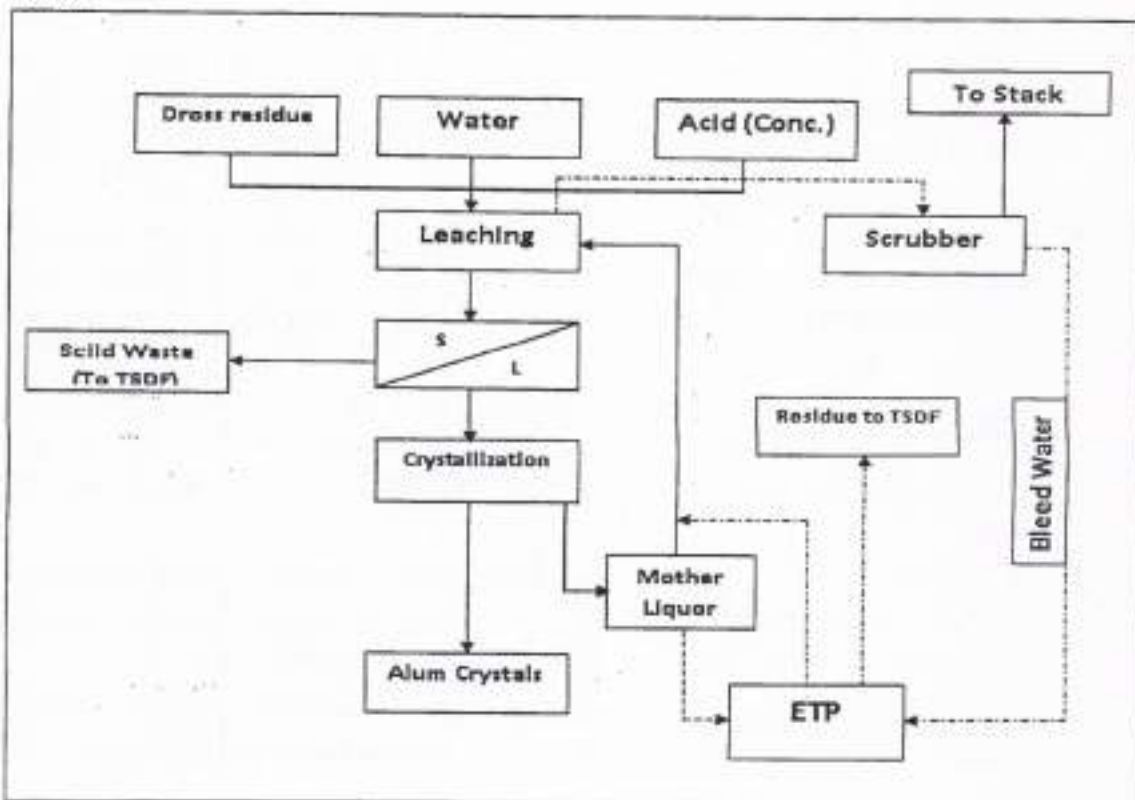 To Stack
Dross residue
Water
Acid (Conc.)
Leaching
Scrubber
S
L
Solid Waste
(To TSDF)
Residue to TSDF
Crystallization
Bleed Water
Mother
Liquor
Alum Crystals
ETP